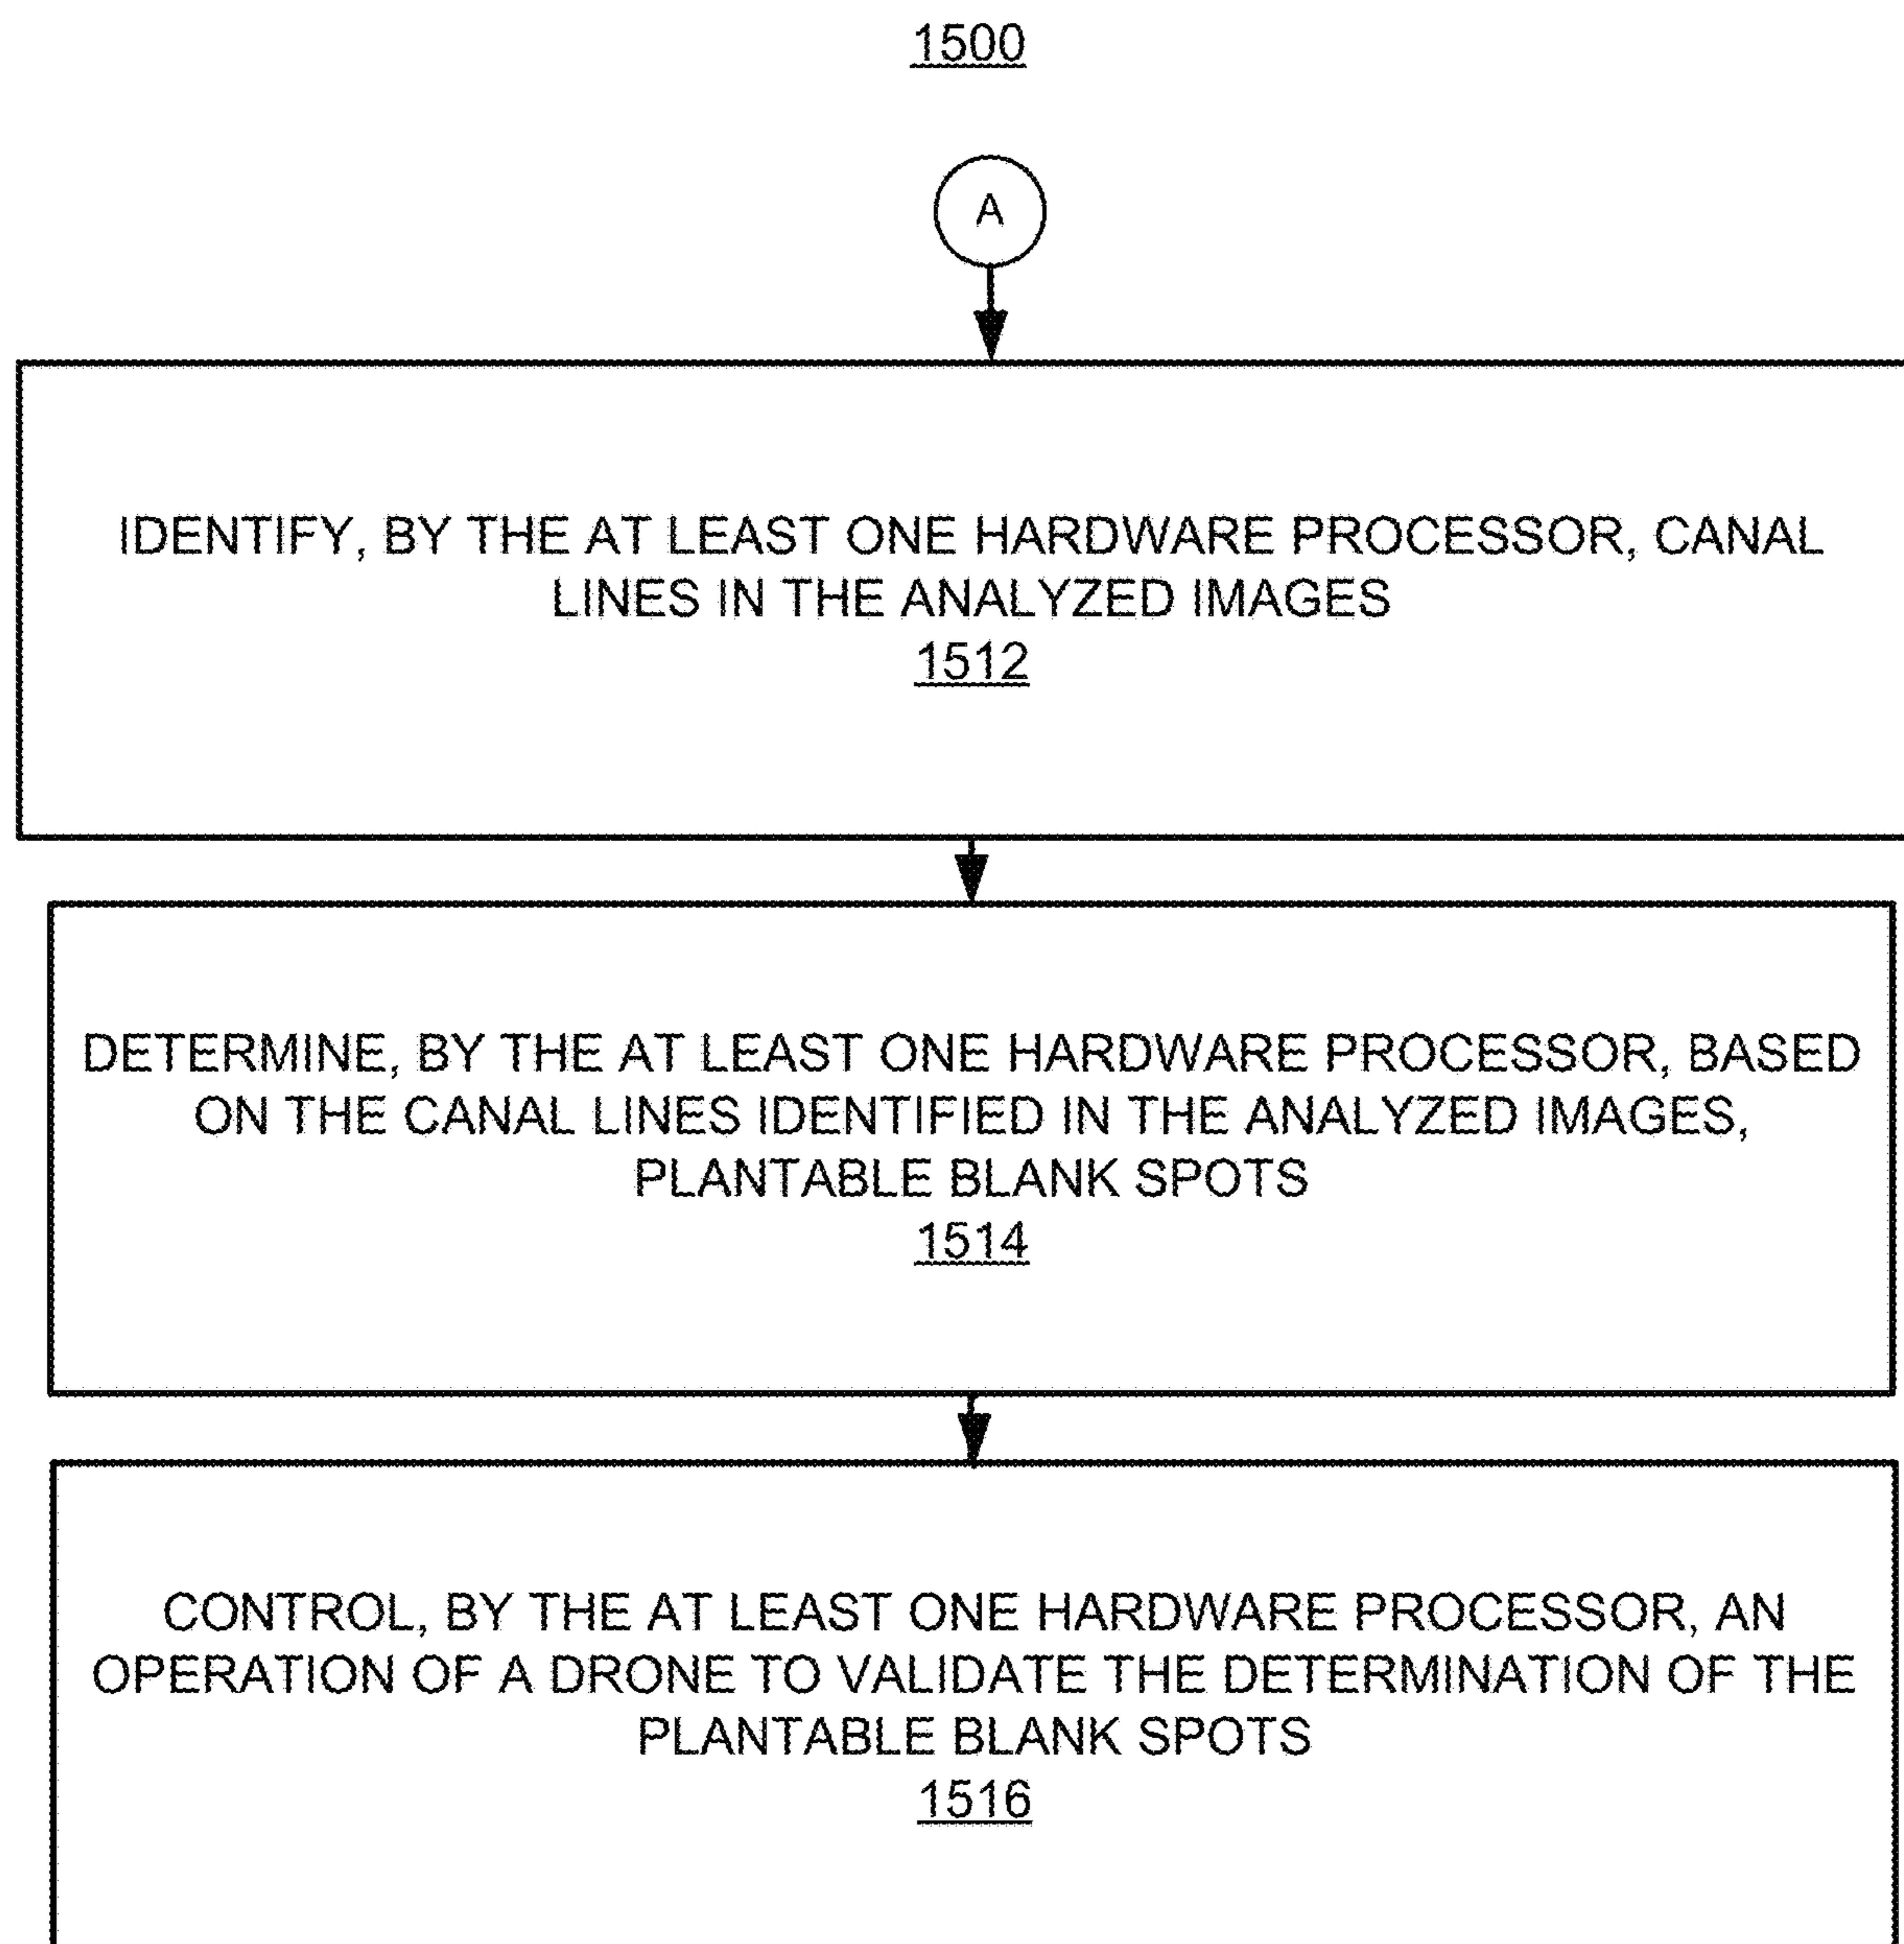 1500
A
IDENTIFY, BY THE AT LEAST ONE HARDWARE PROCESSOR, CANAL
LINES IN THE ANALYZED IMAGES
1512
DETERMINE, BY THE AT LEAST ONE HARDWARE PROCESSOR, BASED
ON THE CANAL LINES IDENTIFIED IN THE ANALYZED IMAGES,
PLANTABLE BLANK SPOTS
1514
CONTROL, BY THE AT LEAST ONE HARDWARE PROCESSOR, AN
OPERATION OF A DRONE TO VALIDATE THE DETERMINATION OF THE
PLANTABLE BLANK SPOTS
1516